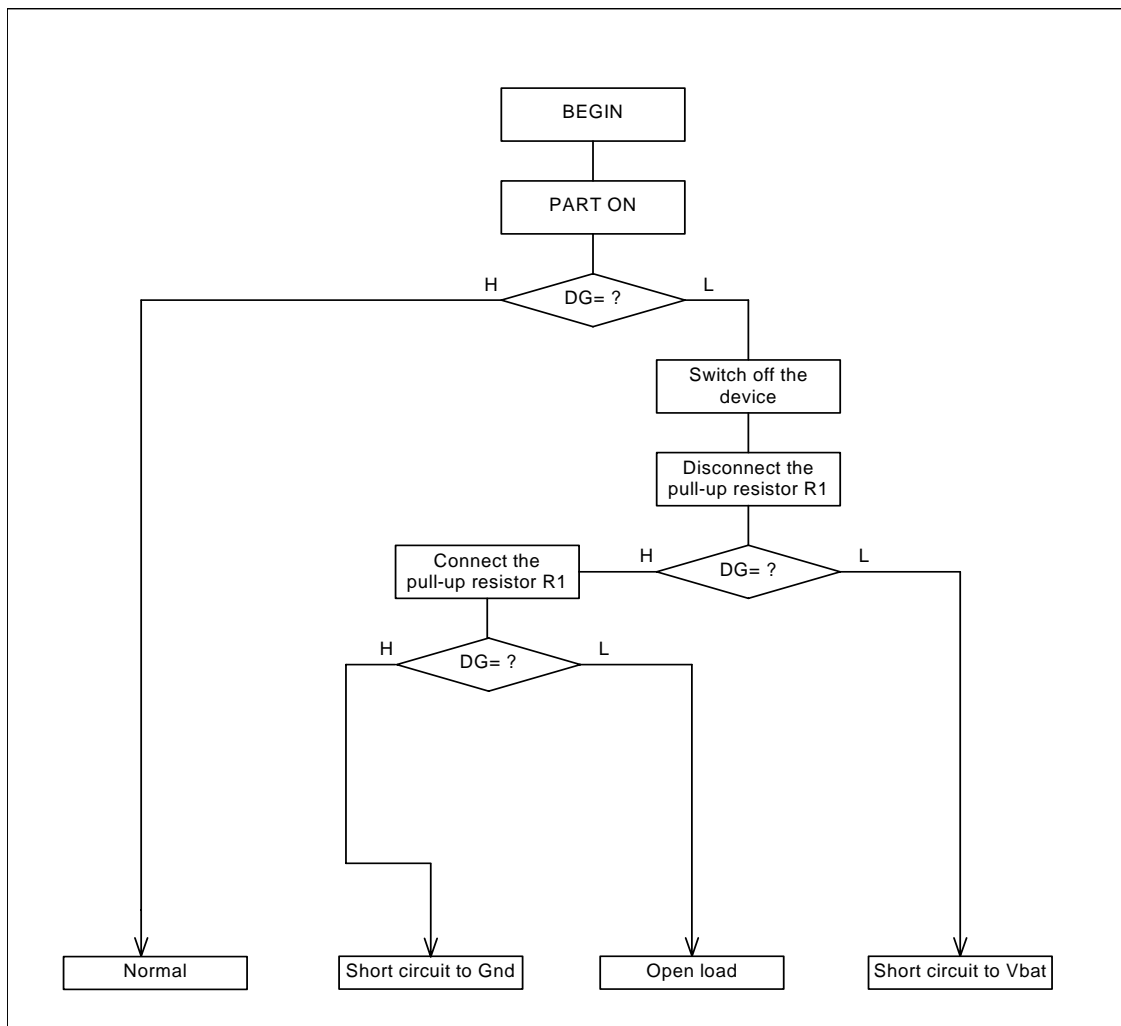 BEGIN
PART ON
H
DG= ?
L
Switch off the
device
Disconnect the
pull-up resistor R1
Connect the
pull-up resistor R1
H
DG= ?
L
H
DG= ?
L
Normal
Short circuit to Gnd
Open load
Short circuit to Vbat